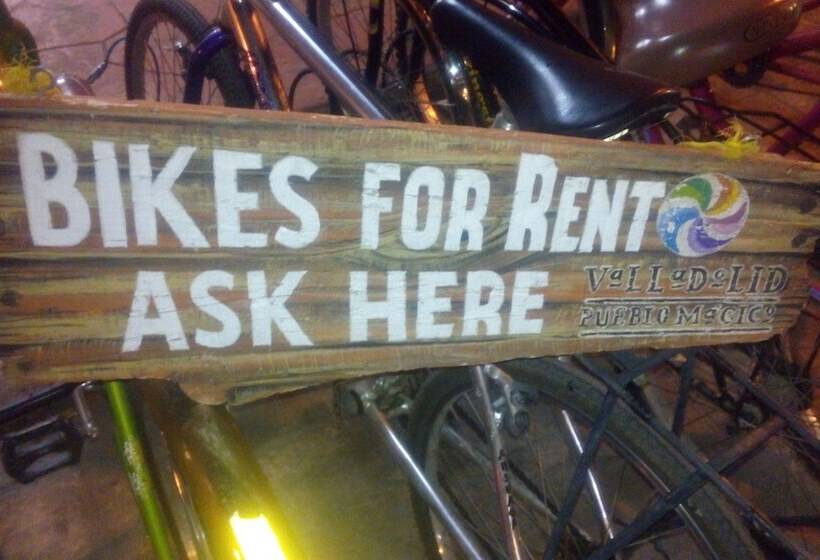 BIKES FOR RENT
ASK HERE
VaLLaDoLID
PUEBLO MaGICo